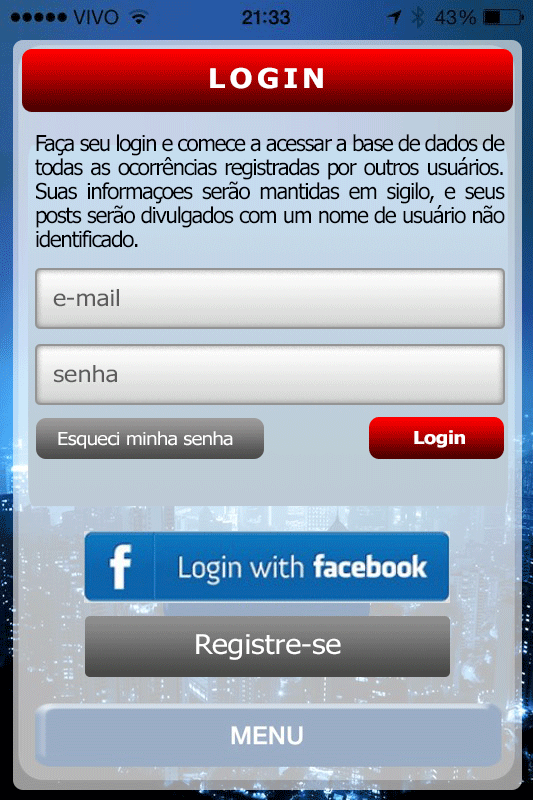 VIVO 21:33 43%
LOGIN
Faça seu login e comece a acessar a base de dados de
todas as ocorrências registradas por outros usuários.
Suas informaçoes serão mantidas em sigilo, e seus
posts serão divulgados com um nome de usuário não
identificado.
e-mail
senha
Esqueci minha senha Login
f Login with facebook
Registre-se
MENU